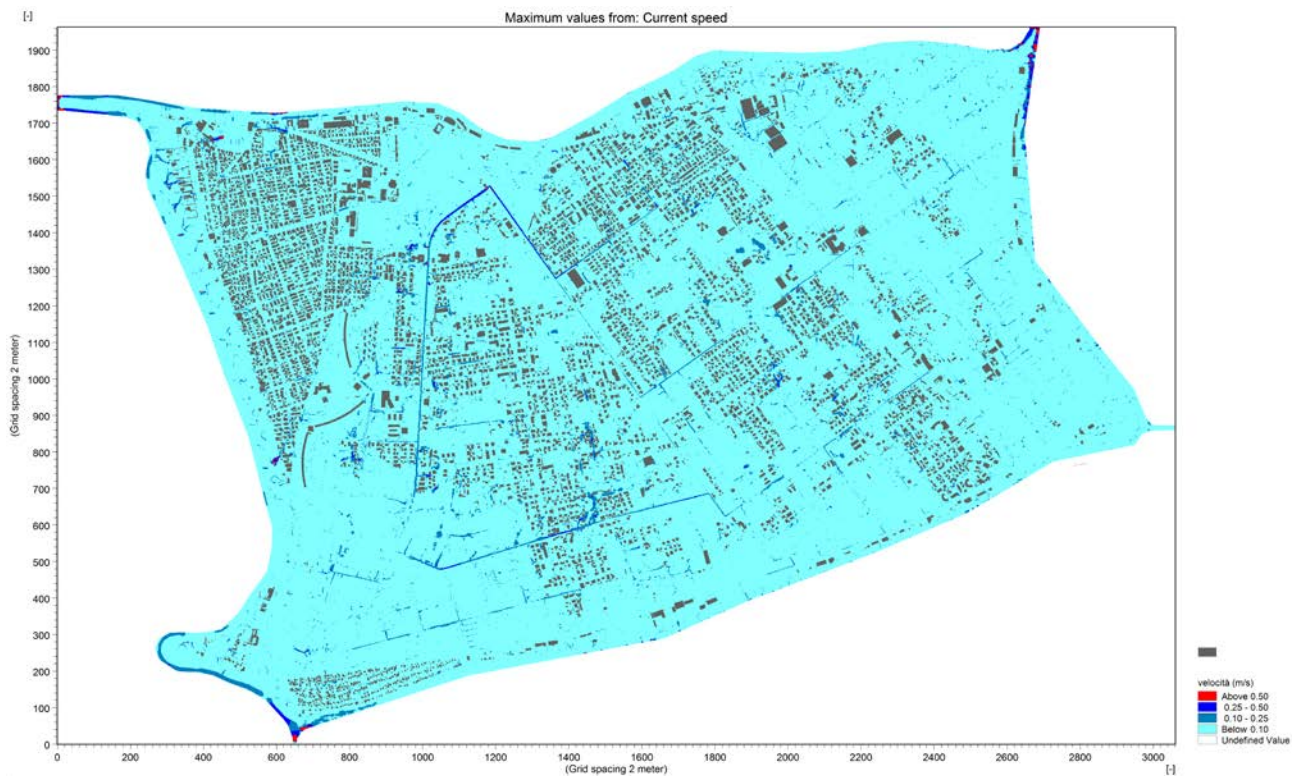 [-]
Maximum values from: Current speed
1900
1800
1700
1600
1500
1400
1300
1200
1100
1000
900
800
700
600
500
400
300
200
100
0
(Grid spacing 2 meter)
0 200 400 600 800 1000 1200 1400 1600 1800 2000 2200 2400 2600 2800 3000
(Grid spacing 2 meter)
[-]
velocità (m/s)
Above 0.50
0.25 - 0.50
0.10 - 0.25
Below 0.10
Undefined Value